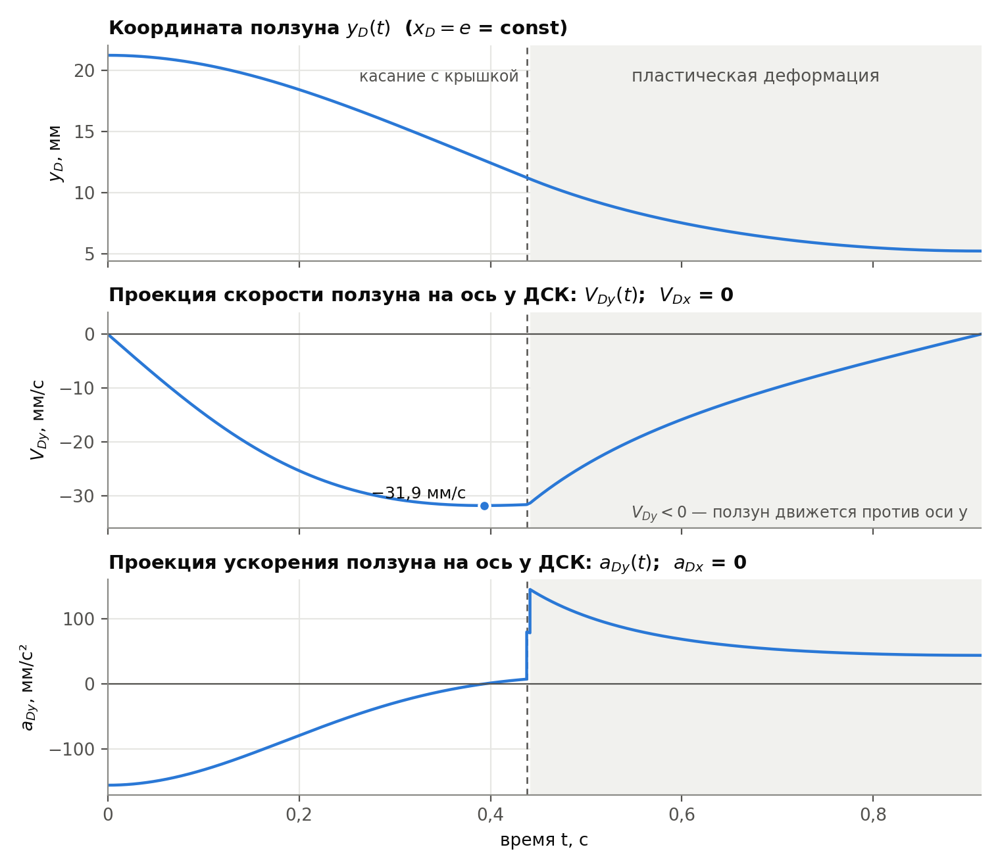 Координата ползуна y_D(t) (x_D = e = const)
20
15
10
5
y_D, мм
касание с крышкой
пластическая деформация
Проекция скорости ползуна на ось y ДСК: V_Dy(t); V_Dx = 0
0
−10
−20
−30
V_Dy, мм/с
−31,9 мм/с
V_Dy < 0 — ползун движется против оси y
Проекция ускорения ползуна на ось y ДСК: a_Dy(t); a_Dx = 0
100
0
−100
a_Dy, мм/с²
0 0,2 0,4 0,6 0,8
время t, с